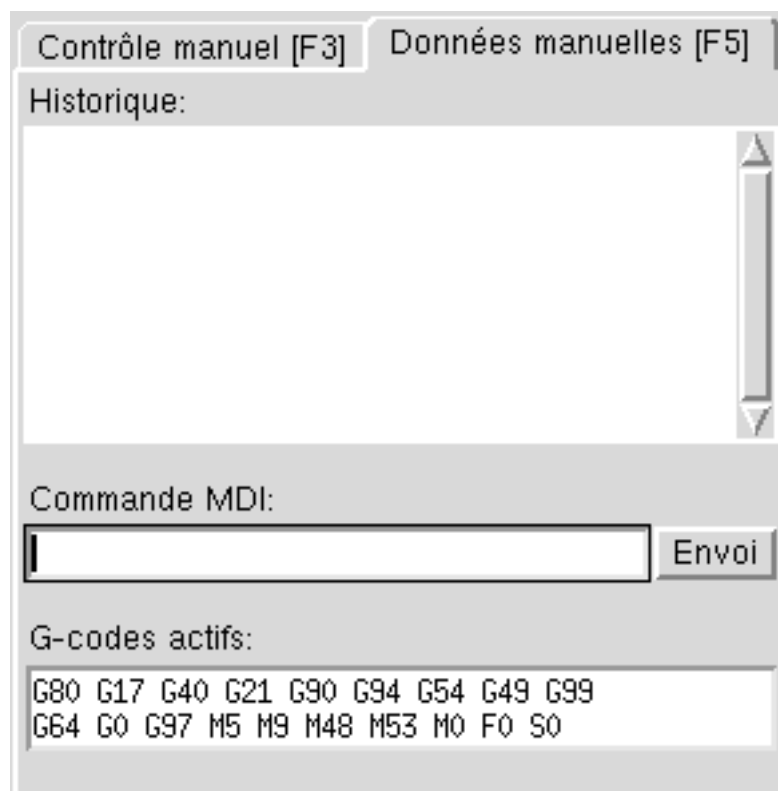 Contrôle manuel [F3] Données manuelles [F5]
Historique:
Commande MDI:
Envoi
G-codes actifs:
G80 G17 G40 G21 G90 G94 G54 G49 G99
G64 G0 G97 M5 M9 M48 M53 M0 F0 S0